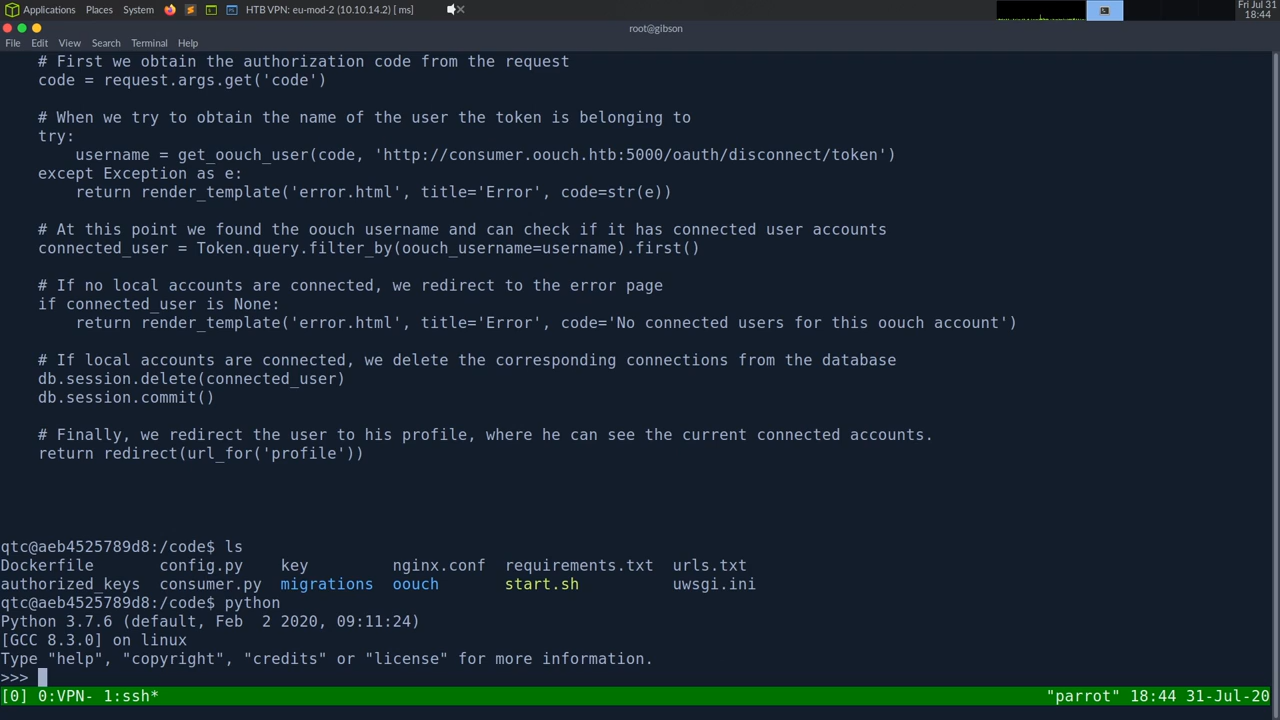 Applications Places System HTB VPN: eu-mod-2 (10.10.14.2) [ms] Fri Jul 31
18:44
root@gibson
File Edit View Search Terminal Help
# First we obtain the authorization code from the request
code = request.args.get('code')
# When we try to obtain the name of the user the token is belonging to
try:
username = get_oouch_user(code, 'http://consumer.oouch.htb:5000/oauth/disconnect/token')
except Exception as e:
return render_template('error.html', title='Error', code=str(e))
# At this point we found the oouch username and can check if it has connected user accounts
connected_user = Token.query.filter_by(oouch_username=username).first()
# If no local accounts are connected, we redirect to the error page
if connected_user is None:
return render_template('error.html', title='Error', code='No connected users for this oouch account')
# If local accounts are connected, we delete the corresponding connections from the database
db.session.delete(connected_user)
db.session.commit()
# Finally, we redirect the user to his profile, where he can see the current connected accounts.
return redirect(url_for('profile'))
qtc@aeb4525789d8:/code$ ls
Dockerfile config.py key nginx.conf requirements.txt urls.txt
authorized_keys consumer.py migrations oouch start.sh uwsgi.ini
qtc@aeb4525789d8:/code$ python
Python 3.7.6 (default, Feb  2 2020, 09:11:24)
[GCC 8.3.0] on linux
Type "help", "copyright", "credits" or "license" for more information.
>>>
[0] 0:VPN- 1:ssh* "parrot" 18:44 31-Jul-20